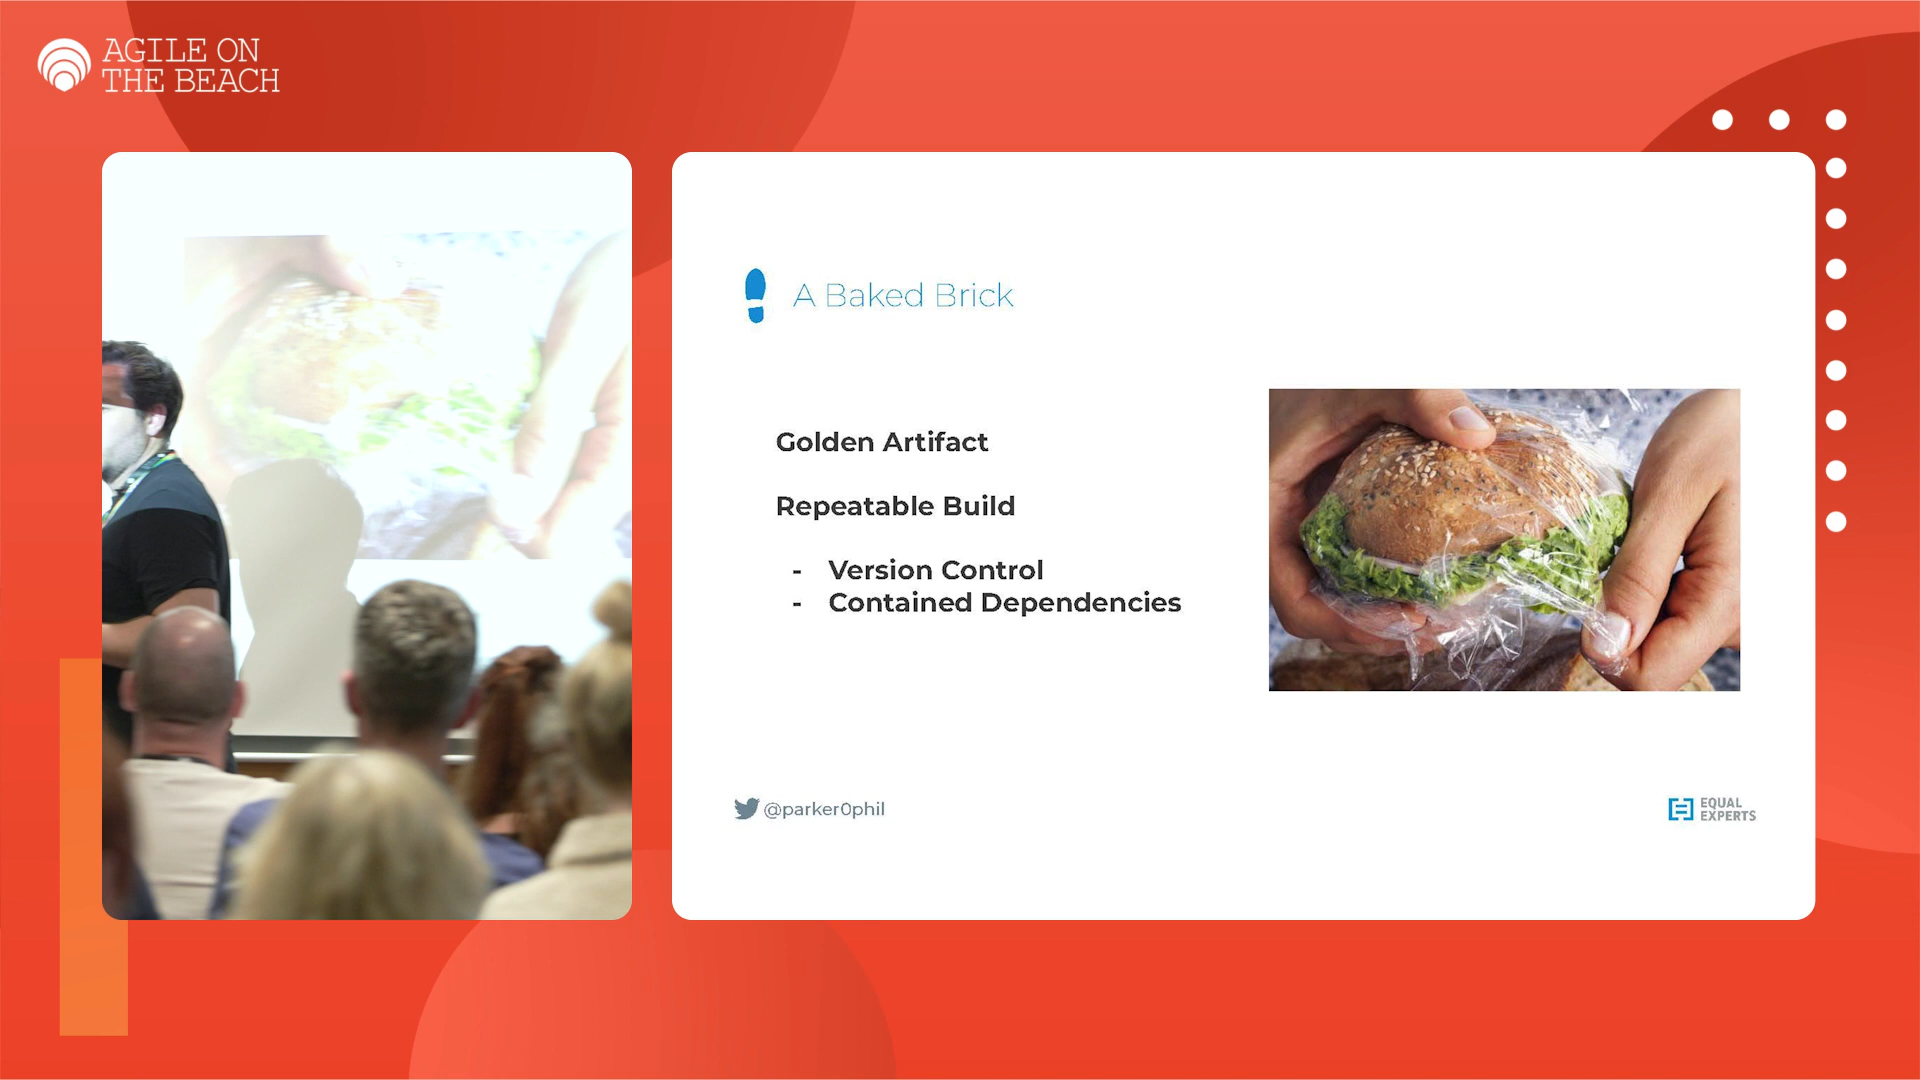 AGILE ON
THE BEACH
A Baked Brick
Golden Artifact
Repeatable Build
- Version Control
- Contained Dependencies
@parker0phil
EQUAL
EXPERTS